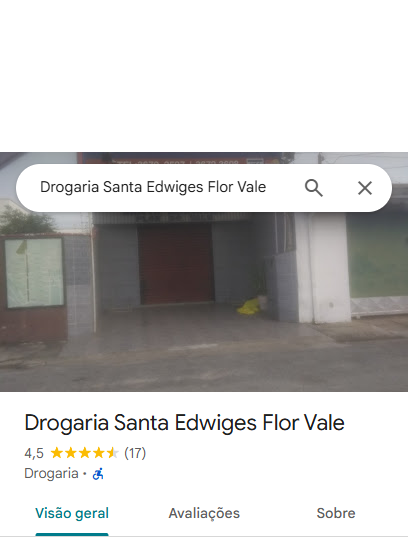 Drogaria Santa Edwiges Flor Vale
Drogaria Santa Edwiges Flor Vale
4,5 (17)
Drogaria ·
Visão geral Avaliações Sobre